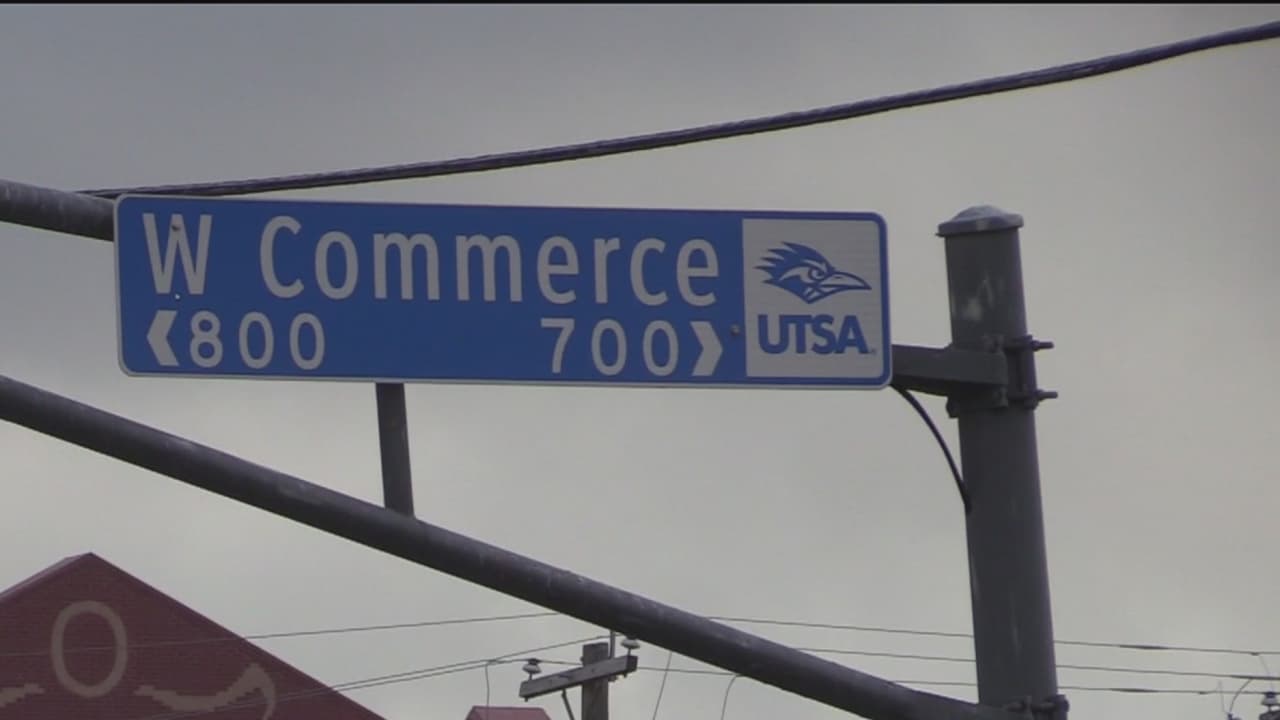 W Commerce
800 700
UTSA
O